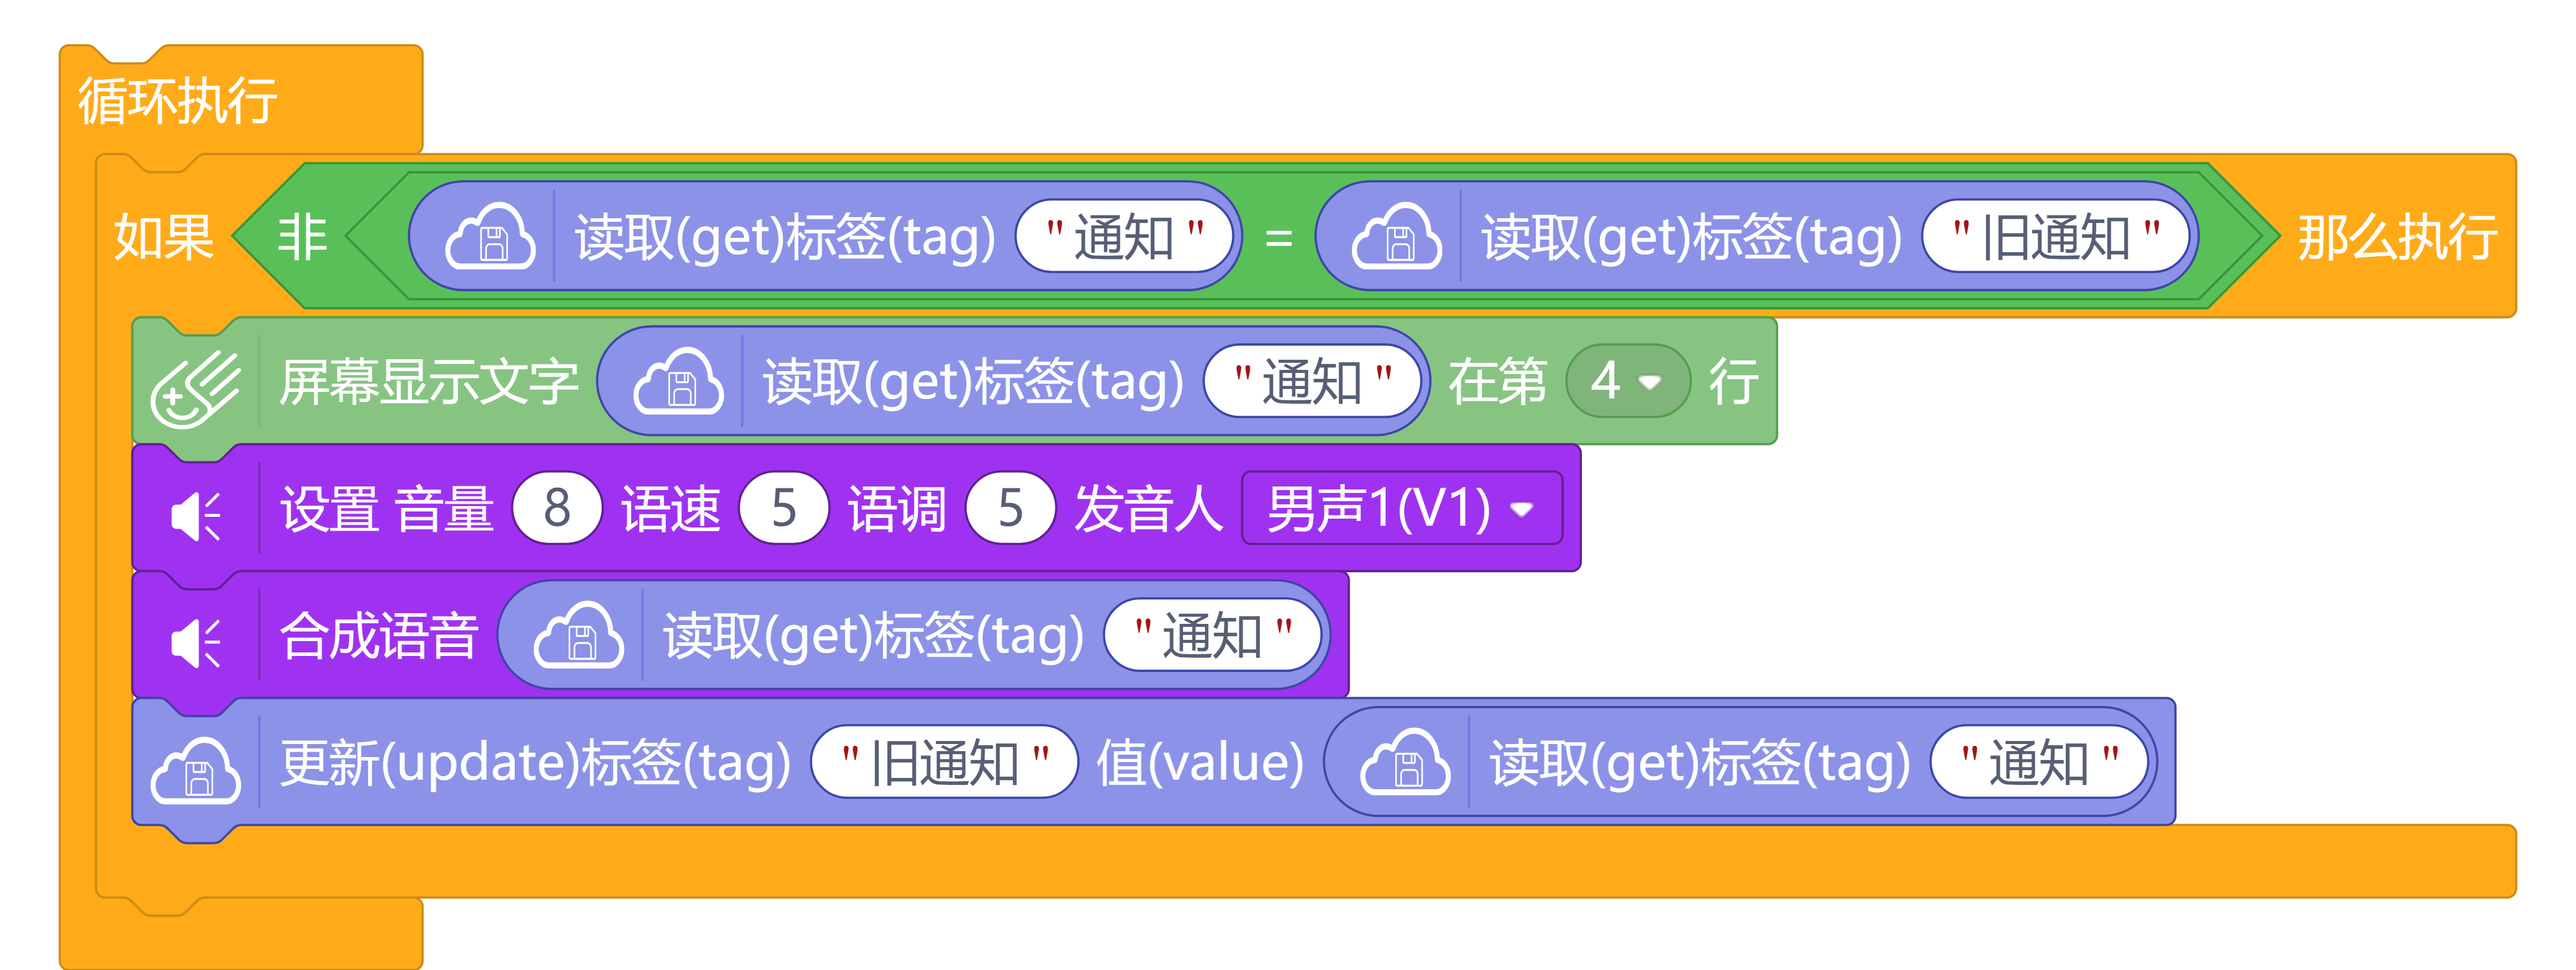 循环执行
如果 非 读取(get)标签(tag) "通知" = 读取(get)标签(tag) "旧通知" 那么执行
屏幕显示文字 读取(get)标签(tag) "通知" 在第 4 行
设置 音量 8 语速 5 语调 5 发音人 男声1(V1)
合成语音 读取(get)标签(tag) "通知"
更新(update)标签(tag) "旧通知" 值(value) 读取(get)标签(tag) "通知"